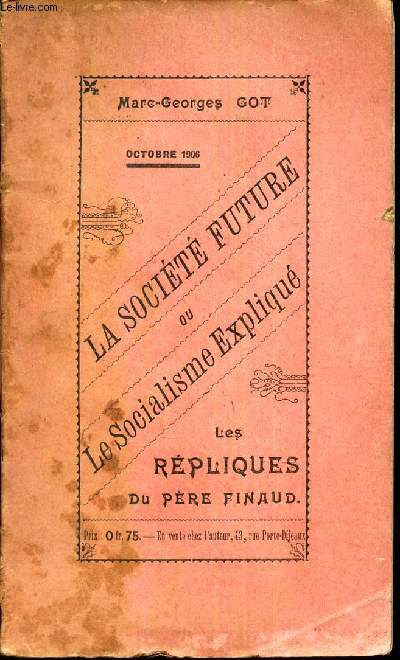 Le-livre.com
Marc-Georges GOT
OCTOBRE 1906
LA SOCIÉTÉ FUTURE
OU
Le Socialisme Expliqué
Les
RÉPLIQUES
DU PÈRE FINAUD.
Prix : 0 fr. 75. — En vente chez l'auteur, 43, rue Porte-Dijeaux